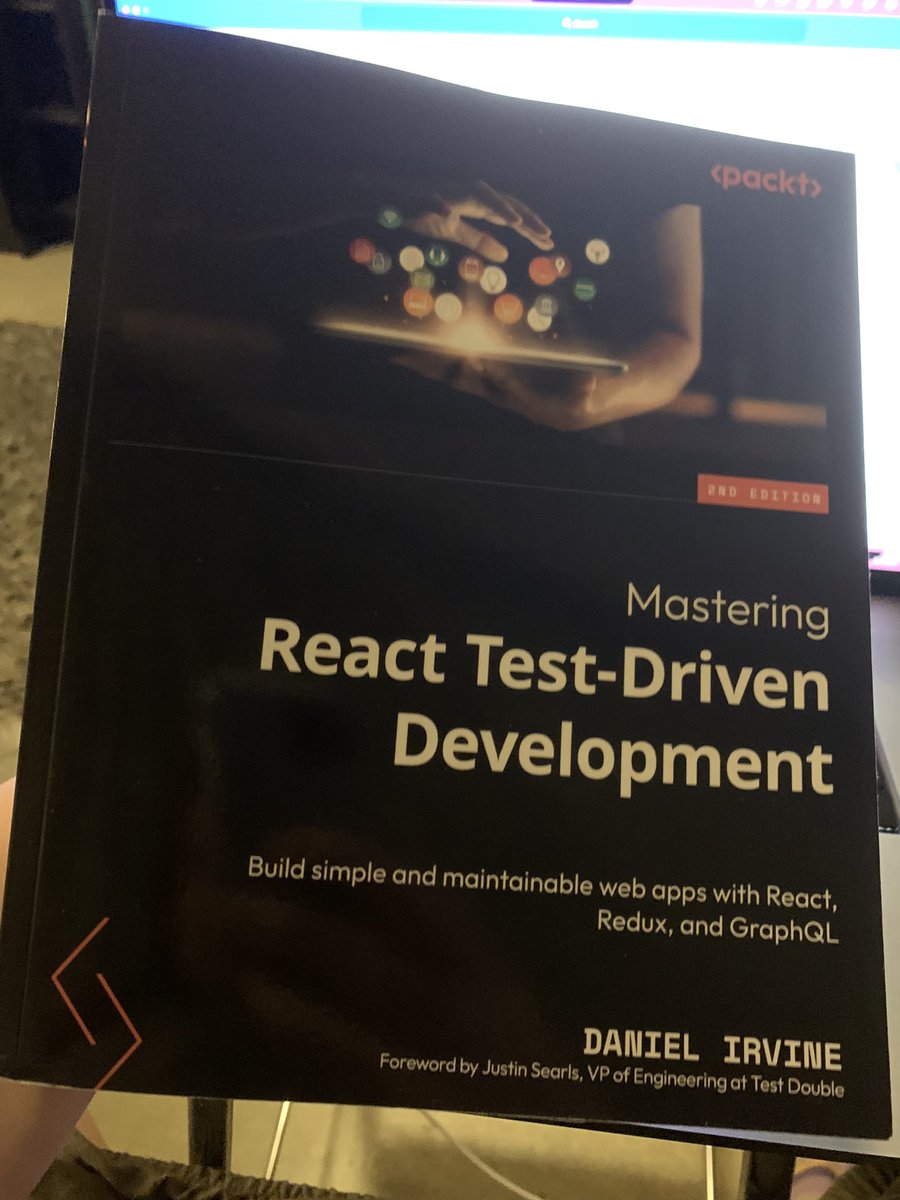 <packt>
2ND EDITION
Mastering
React Test-Driven
Development
Build simple and maintainable web apps with React,
Redux, and GraphQL
DANIEL IRVINE
Foreword by Justin Searls, VP of Engineering at Test Double